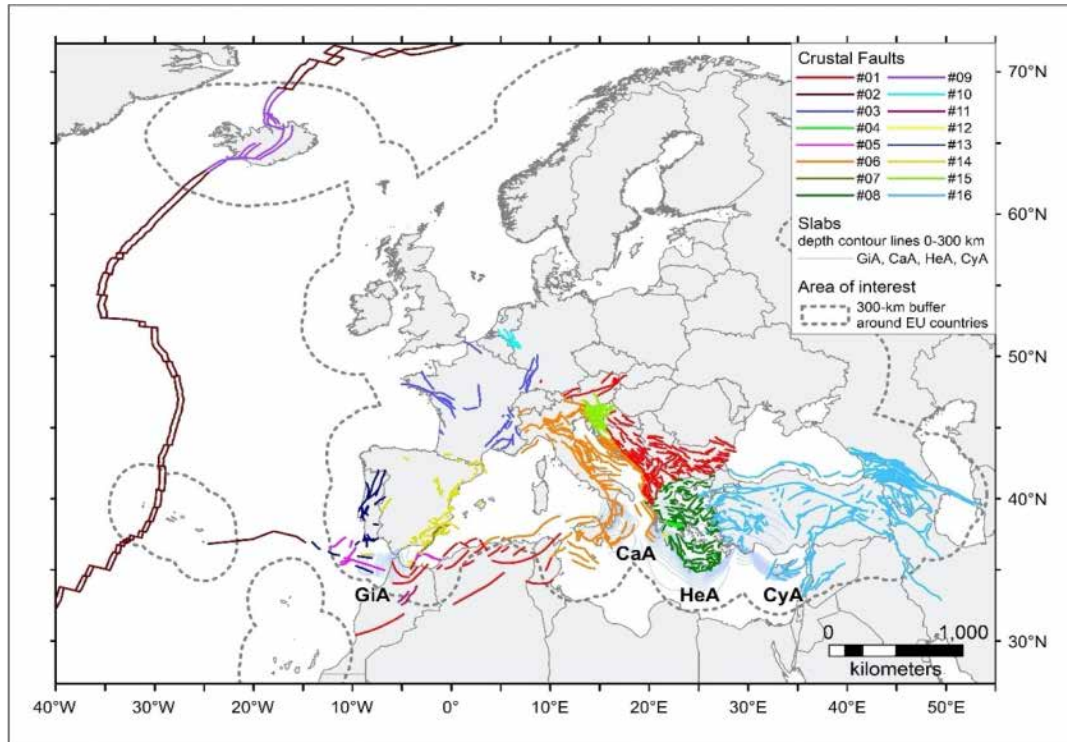 Crustal Faults
#01 #09
#02 #10
#03 #11
#04 #12
#05 #13
#06 #14
#07 #15
#08 #16
Slabs
depth contour lines 0-300 km
GiA, CaA, HeA, CyA
Area of interest
300-km buffer
around EU countries
70°N
60°N
50°N
40°N
30°N
CaA
GiA
HeA
CyA
0 1,000
kilometers
40°W 30°W 20°W 10°W 0° 10°E 20°E 30°E 40°E 50°E